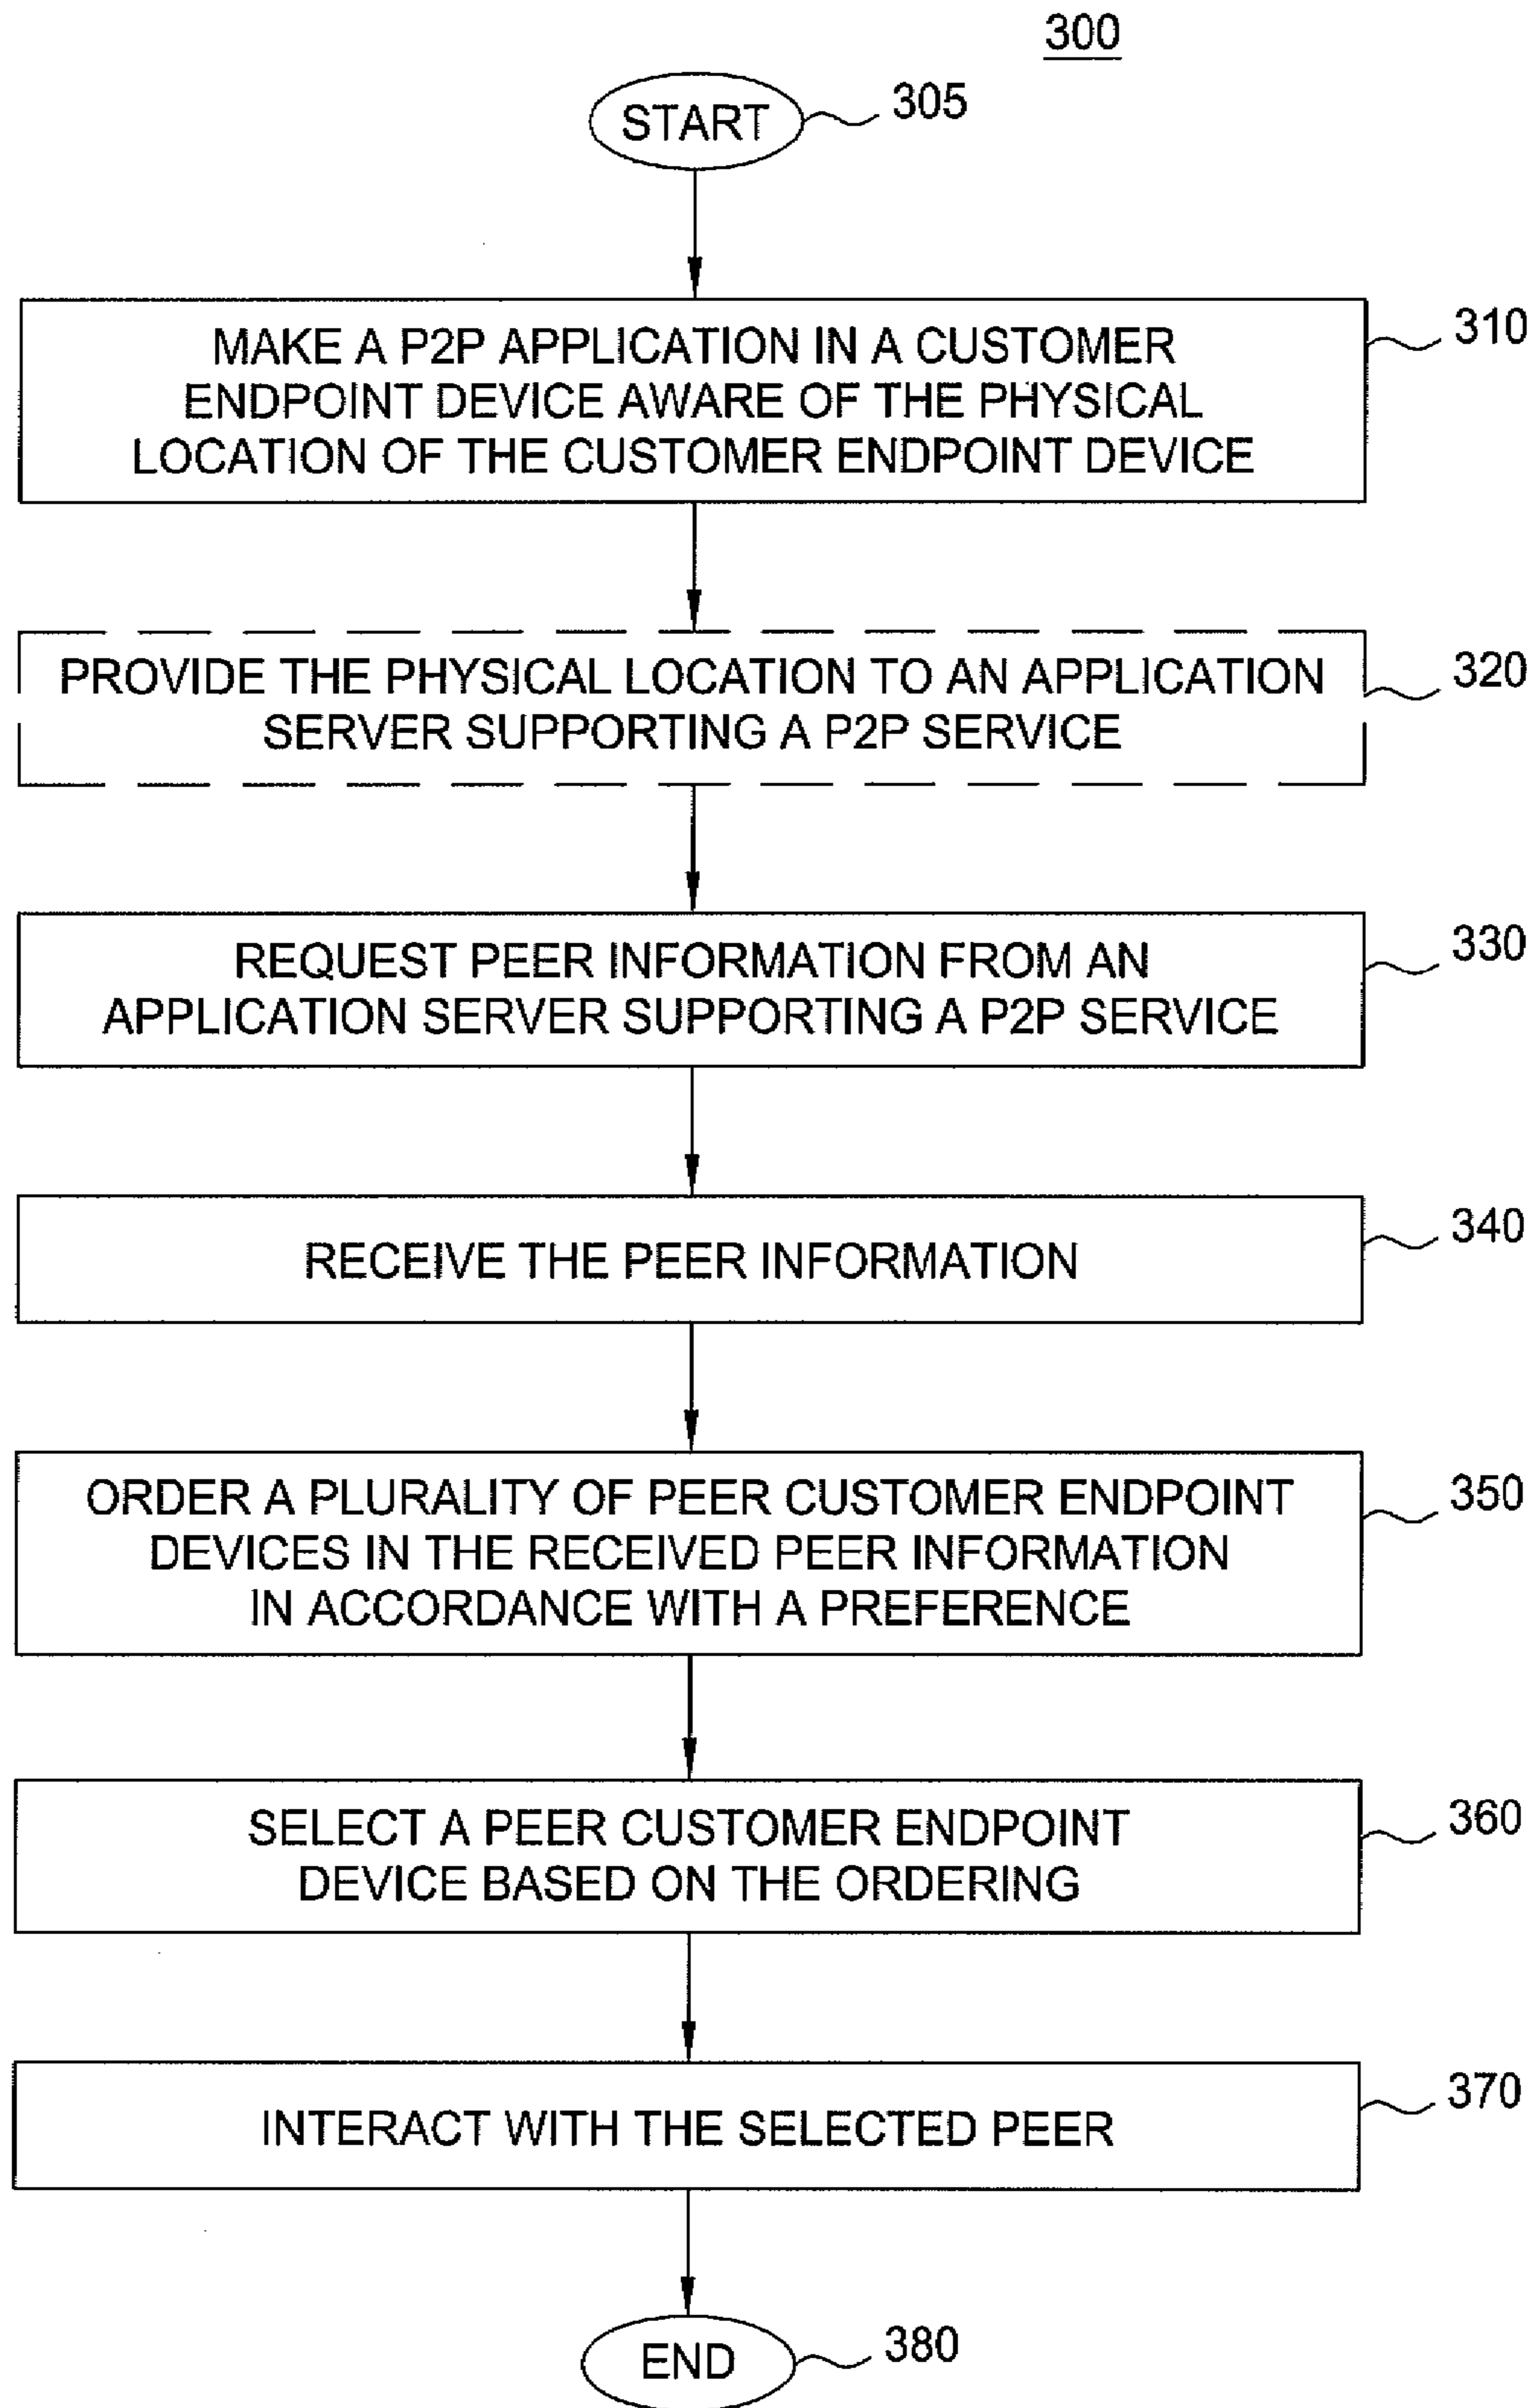 300
START
305
MAKE A P2P APPLICATION IN A CUSTOMER
ENDPOINT DEVICE AWARE OF THE PHYSICAL
LOCATION OF THE CUSTOMER ENDPOINT DEVICE
310
PROVIDE THE PHYSICAL LOCATION TO AN APPLICATION
SERVER SUPPORTING A P2P SERVICE
320
REQUEST PEER INFORMATION FROM AN
APPLICATION SERVER SUPPORTING A P2P SERVICE
330
RECEIVE THE PEER INFORMATION
340
ORDER A PLURALITY OF PEER CUSTOMER ENDPOINT
DEVICES IN THE RECEIVED PEER INFORMATION
IN ACCORDANCE WITH A PREFERENCE
350
SELECT A PEER CUSTOMER ENDPOINT
DEVICE BASED ON THE ORDERING
360
INTERACT WITH THE SELECTED PEER
370
END
380